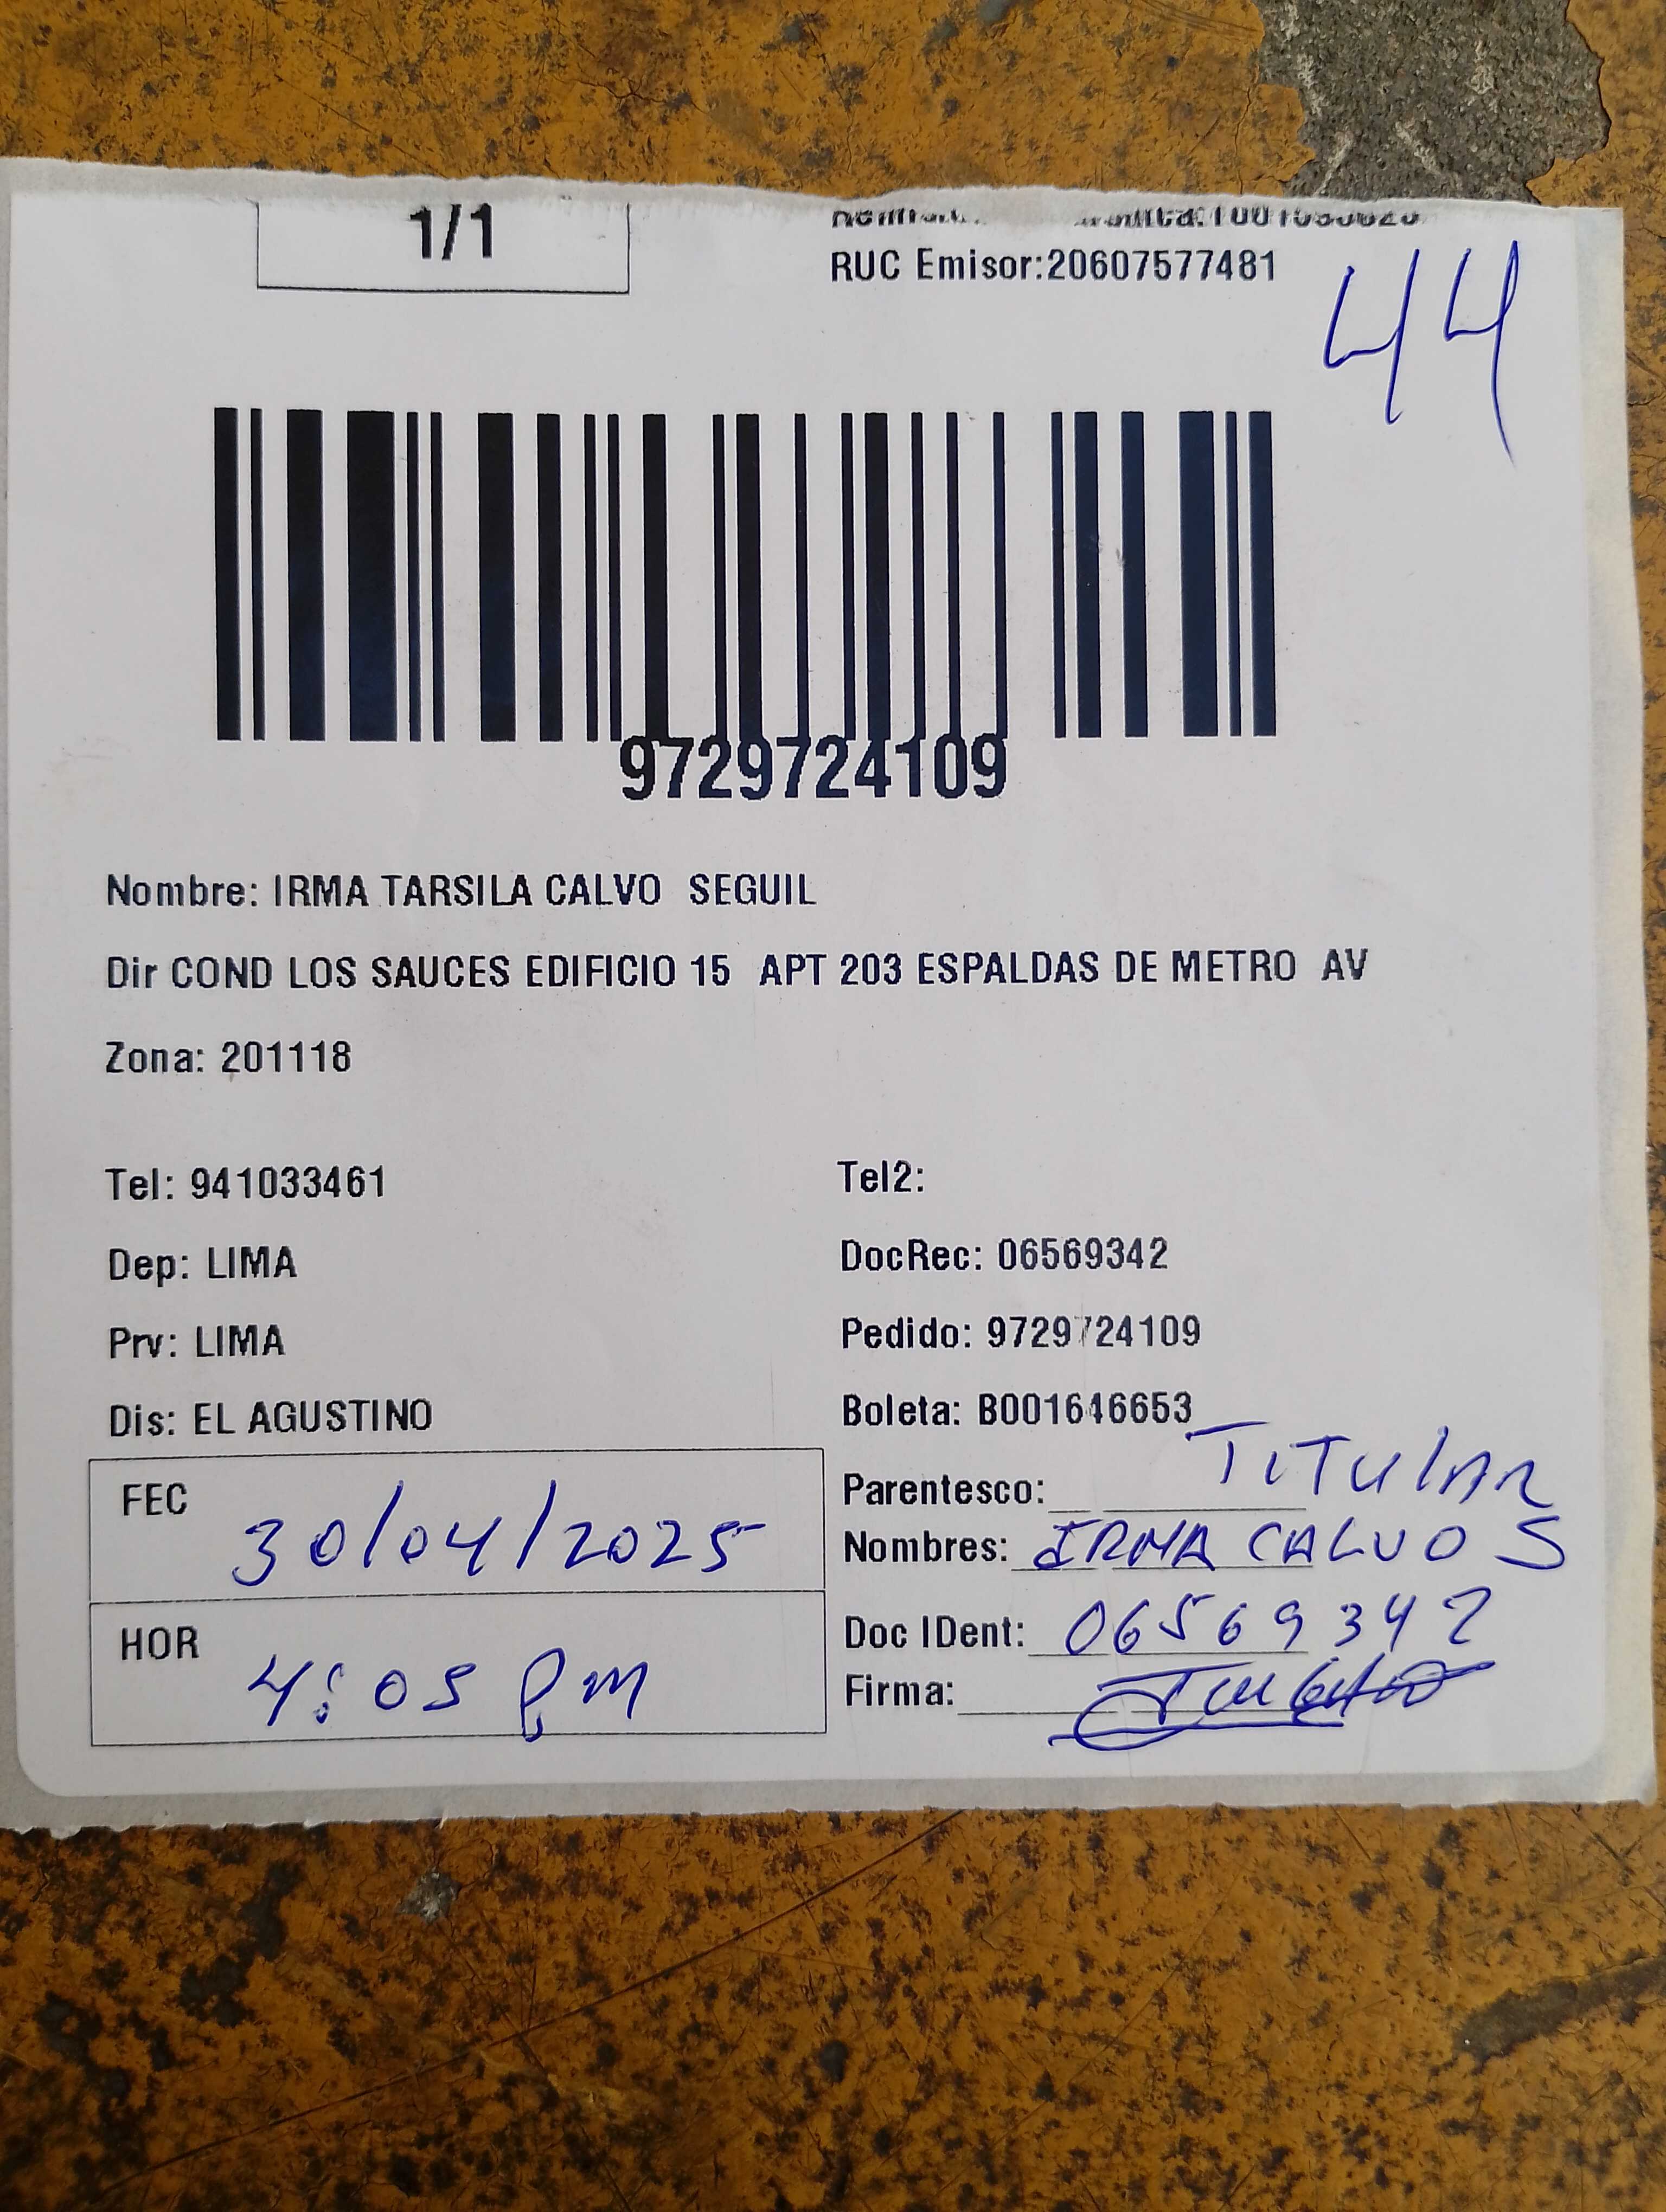 1/1
RUC Emisor:20607577481
44
9729724109
Nombre: IRMA TARSILA CALVO SEGUIL
Dir COND LOS SAUCES EDIFICIO 15 APT 203 ESPALDAS DE METRO AV
Zona: 201118
Tel: 941033461
Tel2:
Dep: LIMA
DocRec: 06569342
Prv: LIMA
Pedido: 9729724109
Dis: EL AGUSTINO
Boleta: B001646653
FEC 30/04/2025
Parentesco: TITULAR
Nombres: IRMA CALVO S
HOR 4:05 PM
Doc IDent: 06569342
Firma: